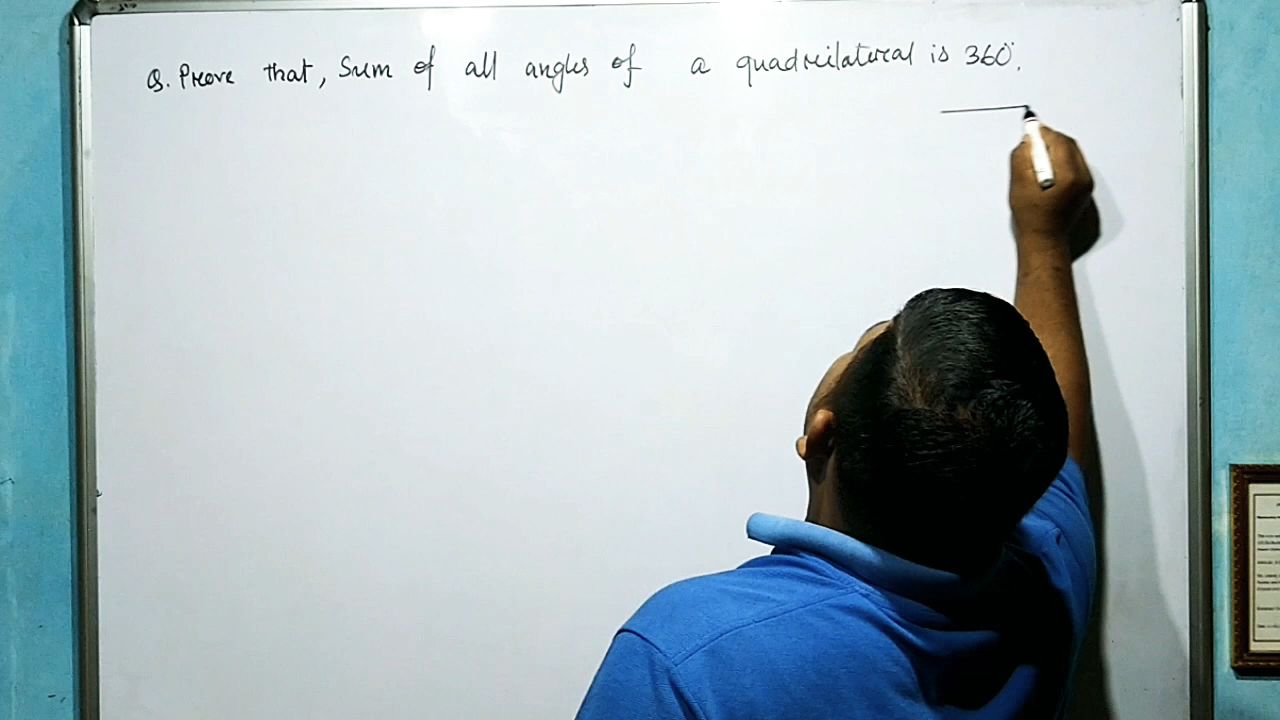 Q. Prove that, Sum of all angles of a quadrilateral is 360°.